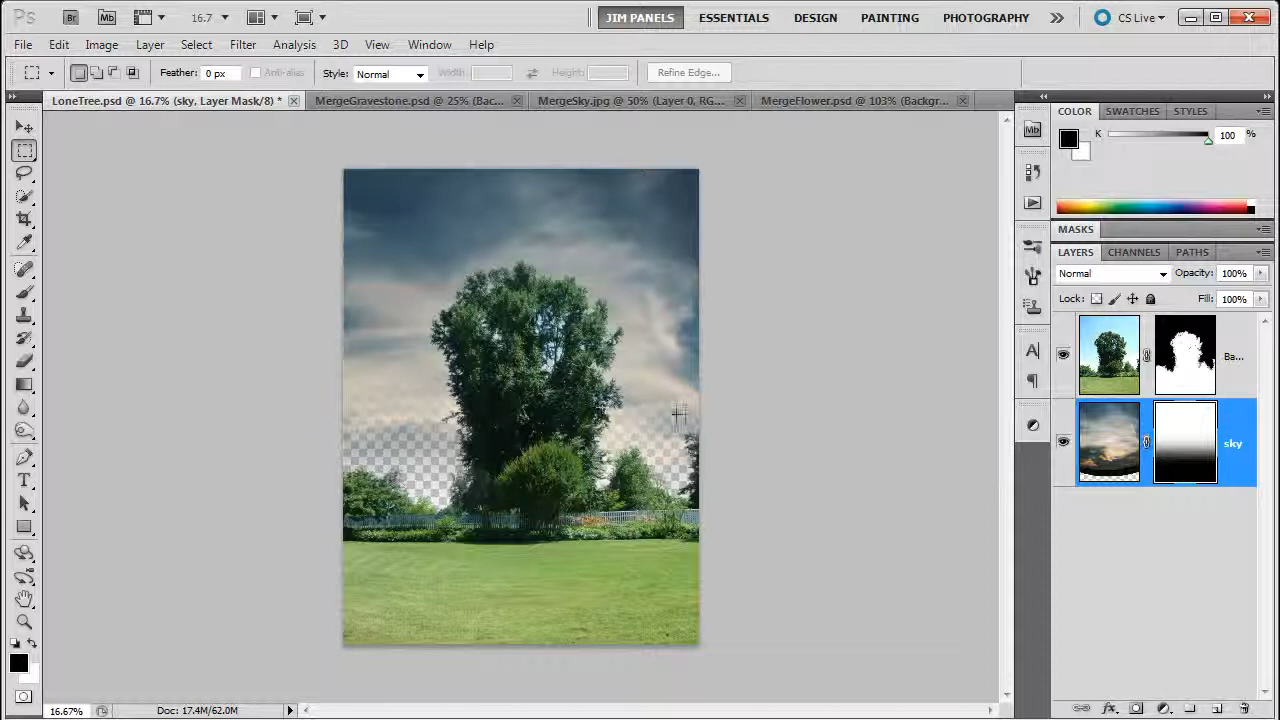 Ps Br Mb 16.7 JIM PANELS ESSENTIALS DESIGN PAINTING PHOTOGRAPHY CS Live
File Edit Image Layer Select Filter Analysis 3D View Window Help
Feather: 0 px Anti-alias Style: Normal Width: Height: Refine Edge...
LoneTree.psd @ 16.7% (sky, Layer Mask/8) * MergeGravestone.psd @ 25% (Bac... MergeSky.jpg @ 50% (Layer 0, RG... MergeFlower.psd @ 103% (Backgr...
COLOR SWATCHES STYLES
Mb
K 100 %
MASKS
LAYERS CHANNELS PATHS
Normal Opacity: 100%
Lock: Fill: 100%
Ba...
sky
16.67% Doc: 17.4M/62.0M